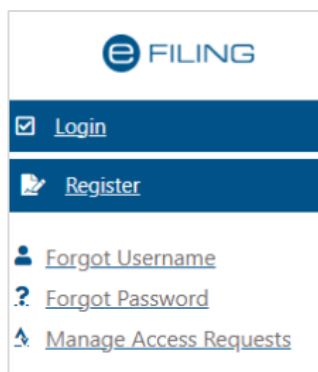 e FILING
Login
Register
Forgot Username
? Forgot Password
Manage Access Requests